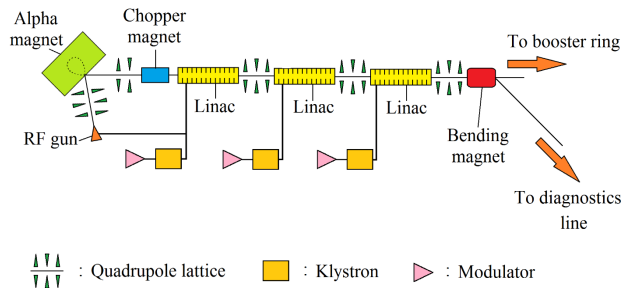 Alpha
magnet
Chopper
magnet
To booster ring
Linac
Linac
Linac
RF gun
Bending
magnet
To diagnostics
line
: Quadrupole lattice
: Klystron
: Modulator